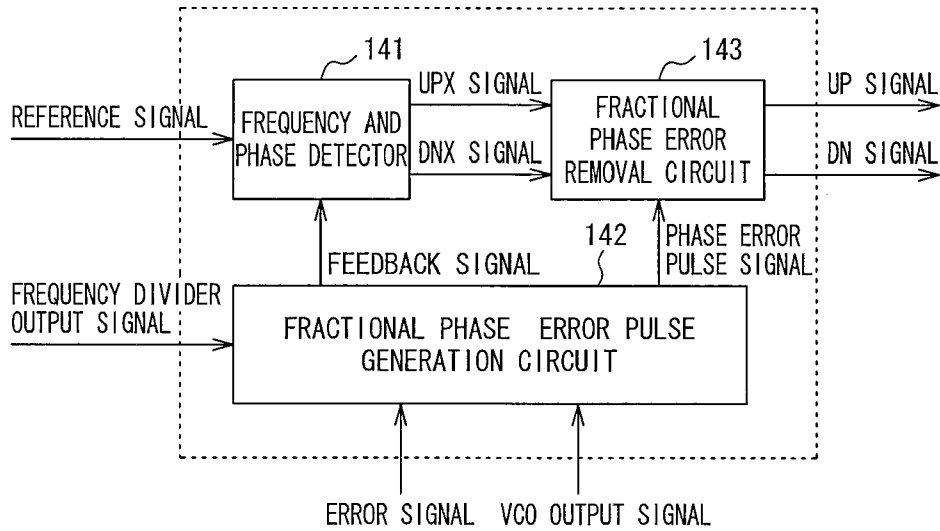 141
143
UPX SIGNAL
UP SIGNAL
REFERENCE SIGNAL
FREQUENCY AND
PHASE DETECTOR
FRACTIONAL
PHASE ERROR
REMOVAL CIRCUIT
DNX SIGNAL
DN SIGNAL
142
FEEDBACK SIGNAL
PHASE ERROR
PULSE SIGNAL
FREQUENCY DIVIDER
OUTPUT SIGNAL
FRACTIONAL PHASE ERROR PULSE
GENERATION CIRCUIT
ERROR SIGNAL
VCO OUTPUT SIGNAL